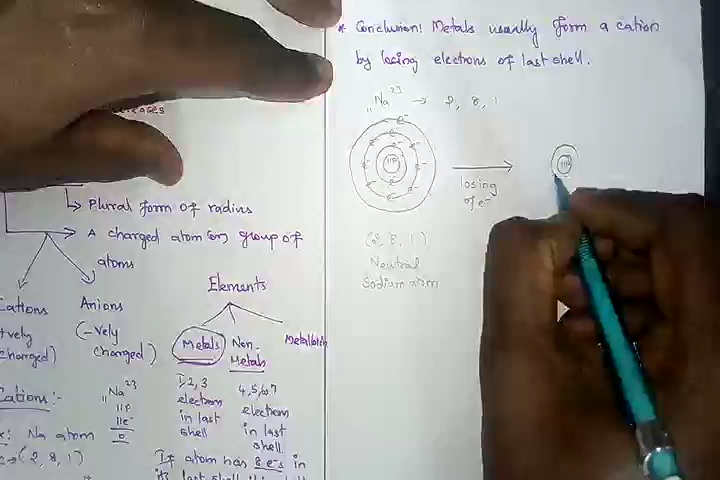 * Conclusion: Metals usually form a cation
by losing electrons of last shell.
₁₁Na²³ → 2, 8, 1
11P
e⁻ e⁻ e⁻ e⁻ e⁻ e⁻ e⁻ e⁻ e⁻
losing
of e⁻
11P
(2, 8, 1)
Neutral
Sodium atom
Plural form of radius
A charged atom (or) group of
atoms
Cations
+vely
charged)
Anions
(-vely
charged)
Elements
Metals
Non-
Metals
1, 2, 3
electron
in last
shell
4, 5, 6, 7
electron
in last
shell.
Cations :-
₁₁Na²³
11P
11e⁻
0
Na atom
→ (2, 8, 1)
If atom has 8 e⁻s in
its last shell